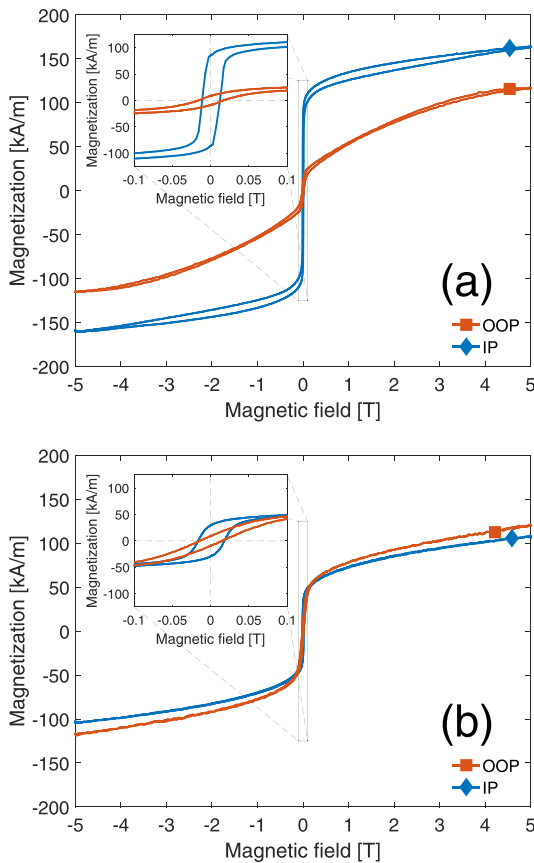 200
150
100
50
0
-50
-100
-150
-200
Magnetization [kA/m]
-5 -4 -3 -2 -1 0 1 2 3 4 5
Magnetic field [T]
100
50
0
-50
-100
Magnetization [kA/m]
-0.1 -0.05 0 0.05 0.1
Magnetic field [T]
(a)
OOP
IP
200
150
100
50
0
-50
-100
-150
-200
Magnetization [kA/m]
-5 -4 -3 -2 -1 0 1 2 3 4 5
Magnetic field [T]
100
50
0
-50
-100
Magnetization [kA/m]
-0.1 -0.05 0 0.05 0.1
Magnetic field [T]
(b)
OOP
IP